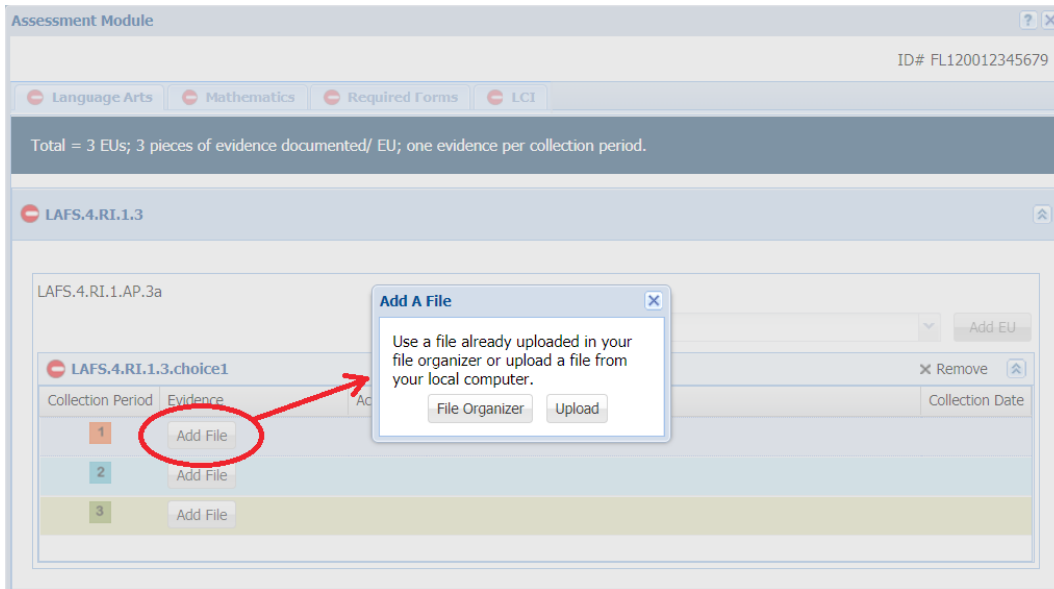 Assessment Module
ID# FL120012345679
Language Arts Mathematics Required Forms LCI
Total = 3 EUs; 3 pieces of evidence documented/ EU; one evidence per collection period.
LAFS.4.RI.1.3
LAFS.4.RI.1.AP.3a
Add EU
Add A File
Use a file already uploaded in your
file organizer or upload a file from
your local computer.
File Organizer Upload
LAFS.4.RI.1.3.choice1 Remove
Collection Period Evidence Ac Collection Date
1 Add File
2 Add File
3 Add File